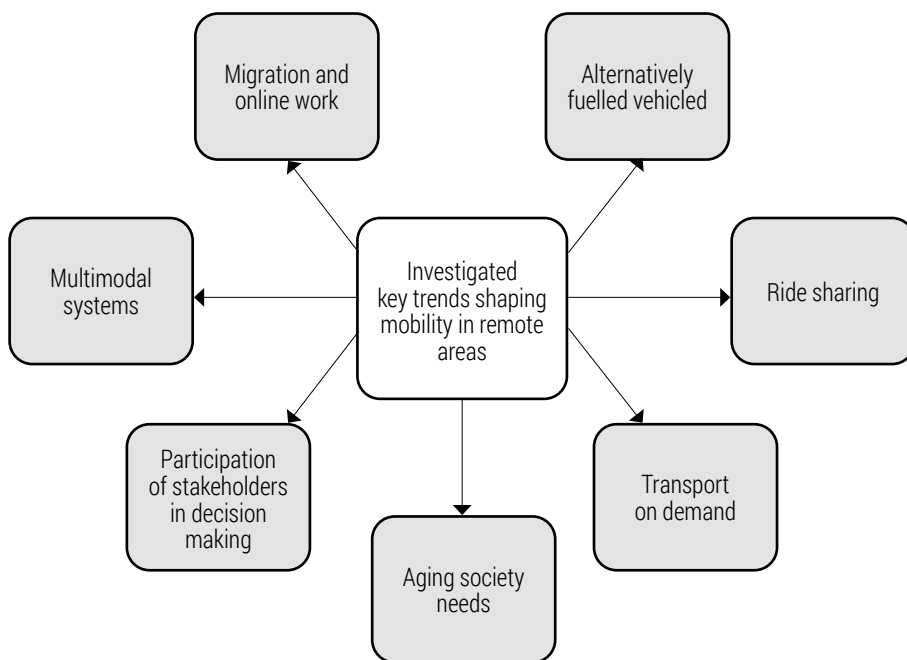 Migration and
online work
Alternatively
fuelled vehicled
Multimodal
systems
Investigated
key trends shaping
mobility in remote
areas
Ride sharing
Participation
of stakeholders
in decision
making
Transport
on demand
Aging society
needs